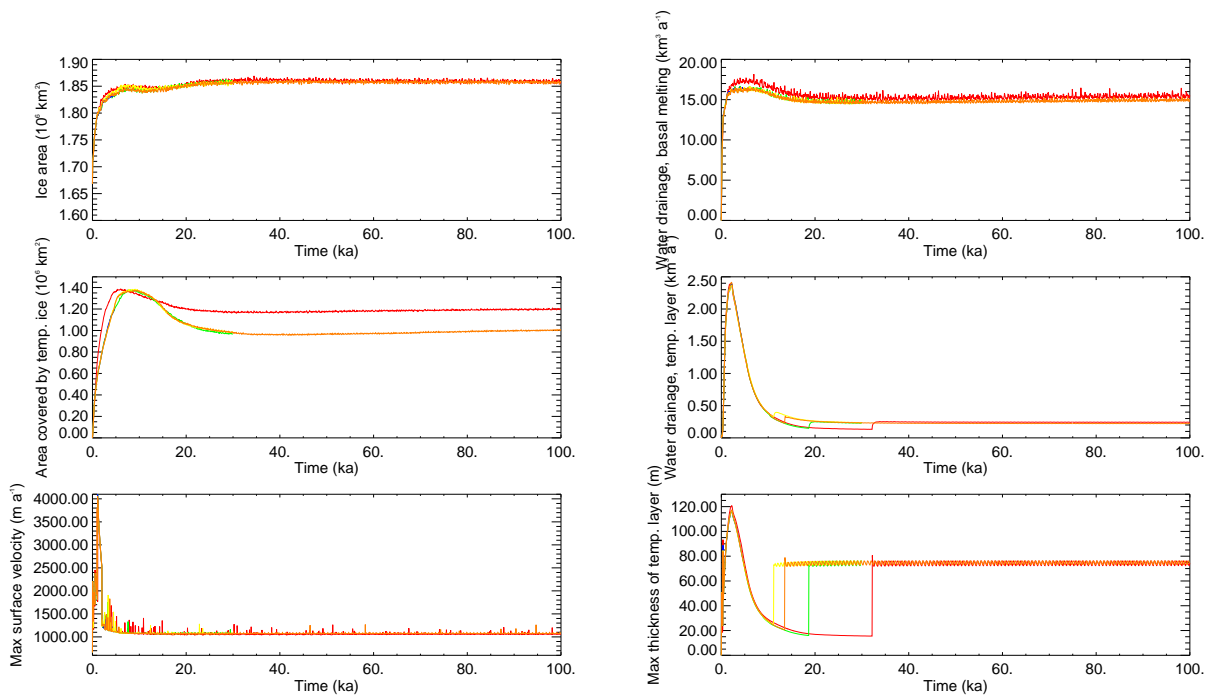 Ice area (10⁶ km²)
1.90
1.85
1.80
1.75
1.70
1.65
1.60
0. 20. 40. 60. 80. 100.
Time (ka)
Water drainage, basal melting (km³ a⁻¹)
20.00
15.00
10.00
5.00
0.00
0. 20. 40. 60. 80. 100.
Time (ka)
Area covered by temp. ice (10⁶ km²)
1.40
1.20
1.00
0.80
0.60
0.40
0.20
0.00
0. 20. 40. 60. 80. 100.
Time (ka)
Water drainage, temp. layer (km³ a⁻¹)
2.50
2.00
1.50
1.00
0.50
0.00
0. 20. 40. 60. 80. 100.
Time (ka)
Max surface velocity (m a⁻¹)
4000.00
3500.00
3000.00
2500.00
2000.00
1500.00
1000.00
0. 20. 40. 60. 80. 100.
Time (ka)
Max thickness of temp. layer (m)
120.00
100.00
80.00
60.00
40.00
20.00
0.00
0. 20. 40. 60. 80. 100.
Time (ka)